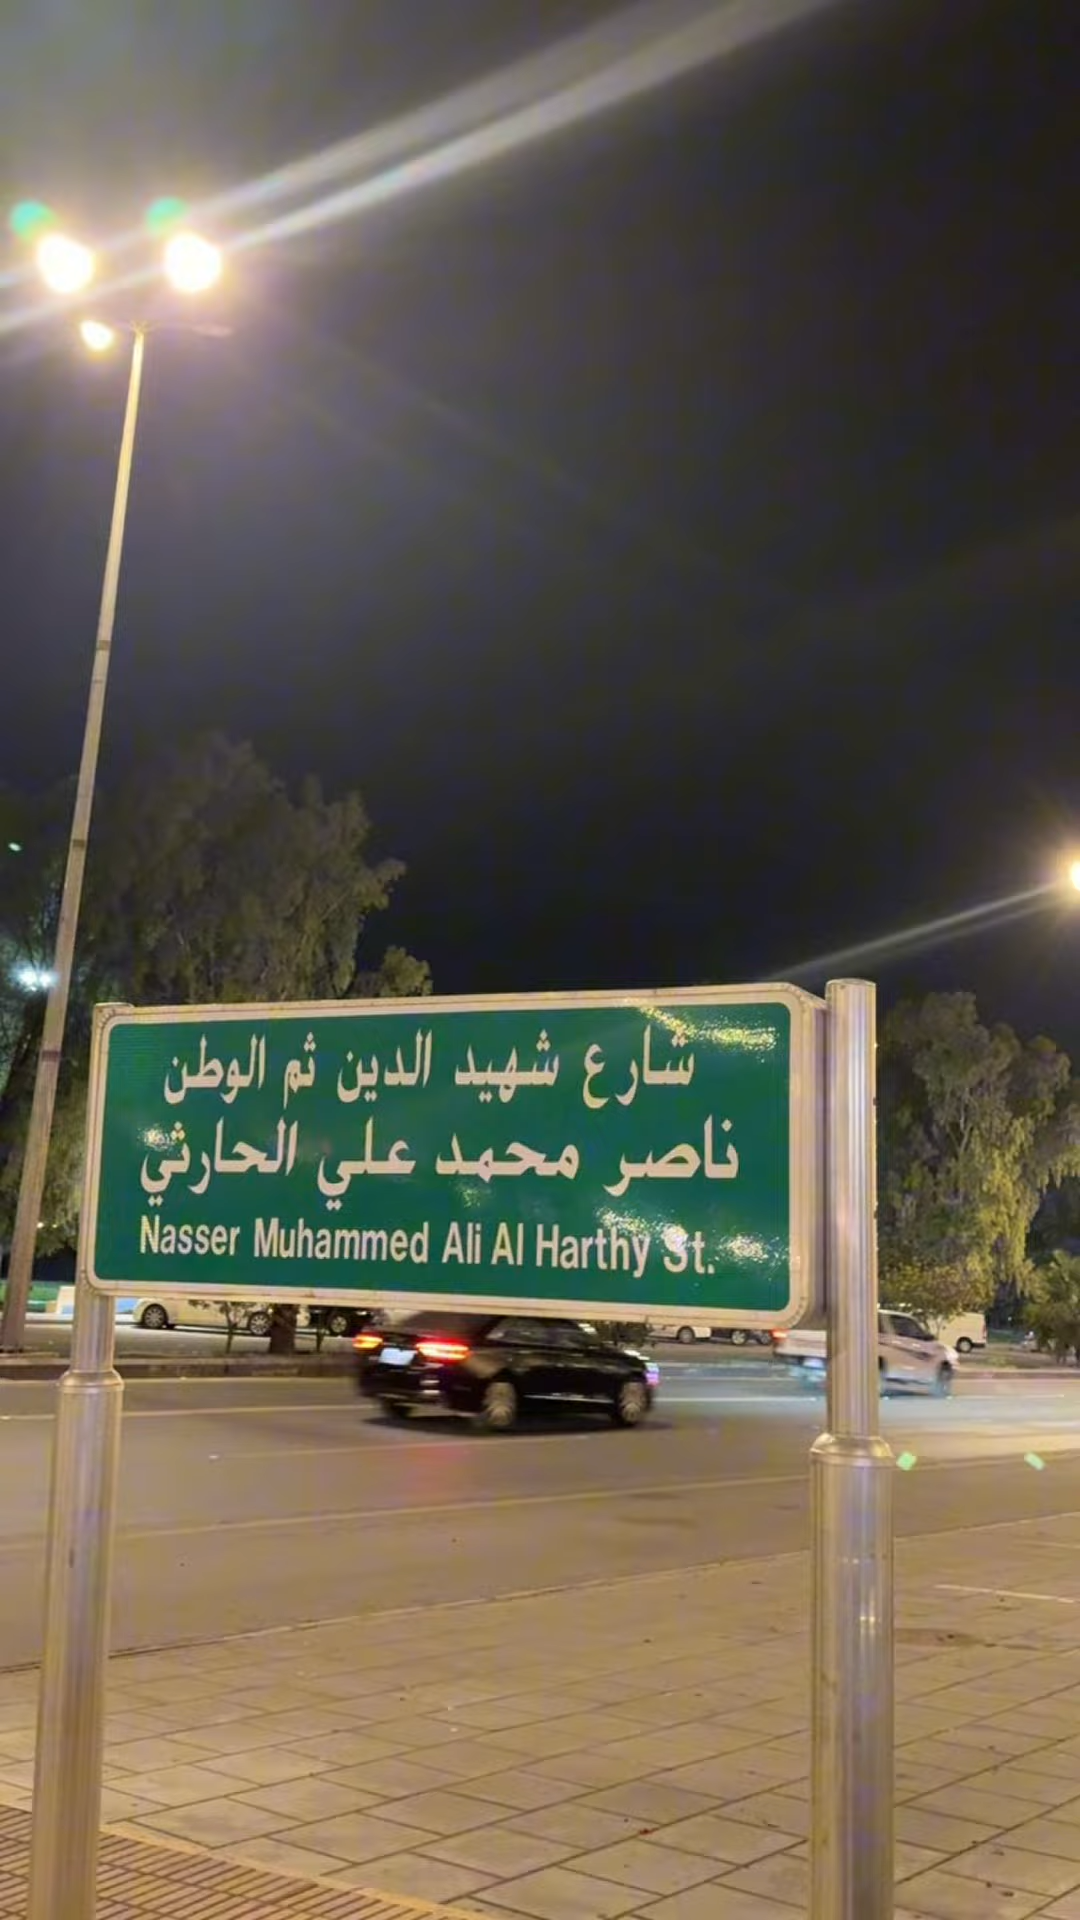 شارع شهيد الدين ثم الوطن
ناصر محمد علي الحارثي
Nasser Muhammed Ali Al Harthy St.